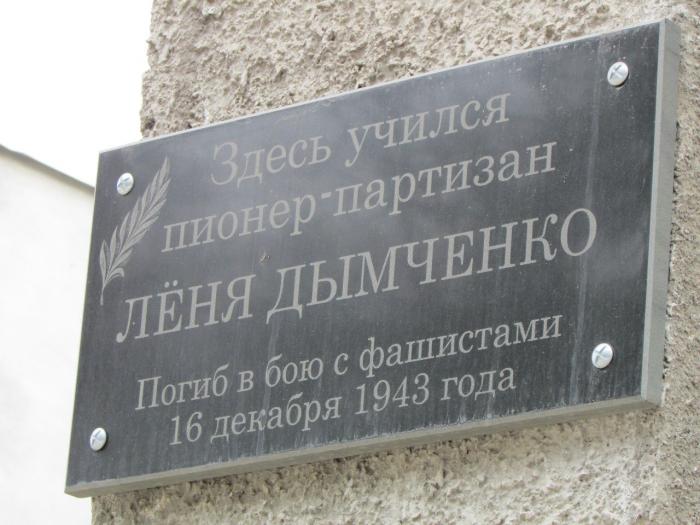 Здесь учился
пионер-партизан
ЛЁНЯ ДЫМЧЕНКО
Погиб в бою с фашистами
16 декабря 1943 года